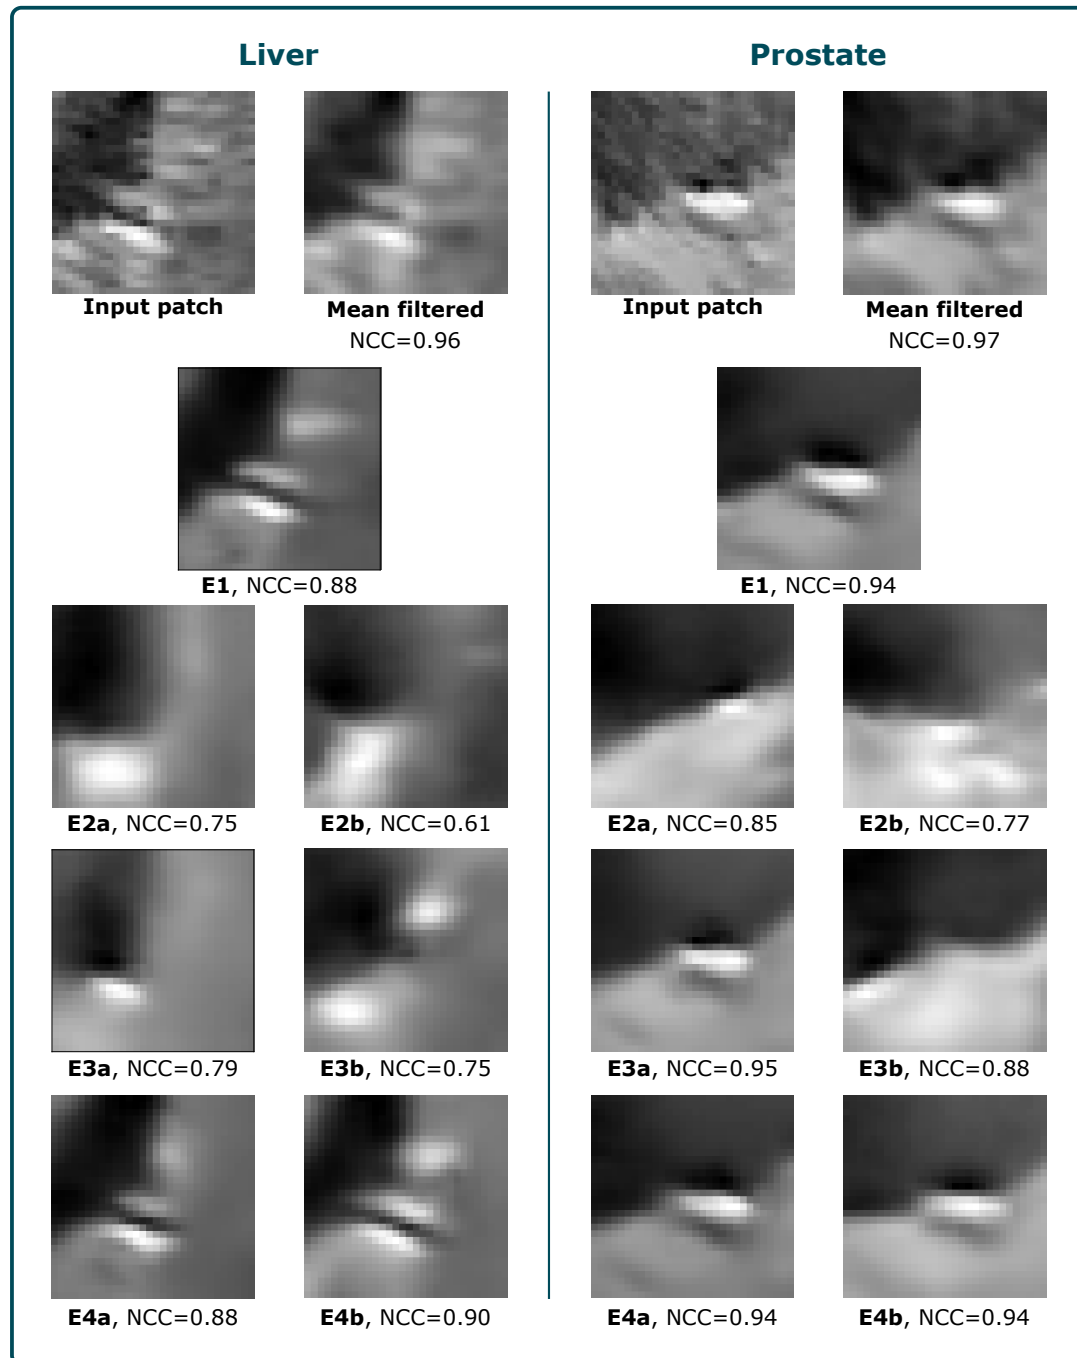 Liver
Prostate
Input patch
Mean filtered
NCC=0.96
Input patch
Mean filtered
NCC=0.97
E1, NCC=0.88
E1, NCC=0.94
E2a, NCC=0.75
E2b, NCC=0.61
E2a, NCC=0.85
E2b, NCC=0.77
E3a, NCC=0.79
E3b, NCC=0.75
E3a, NCC=0.95
E3b, NCC=0.88
E4a, NCC=0.88
E4b, NCC=0.90
E4a, NCC=0.94
E4b, NCC=0.94